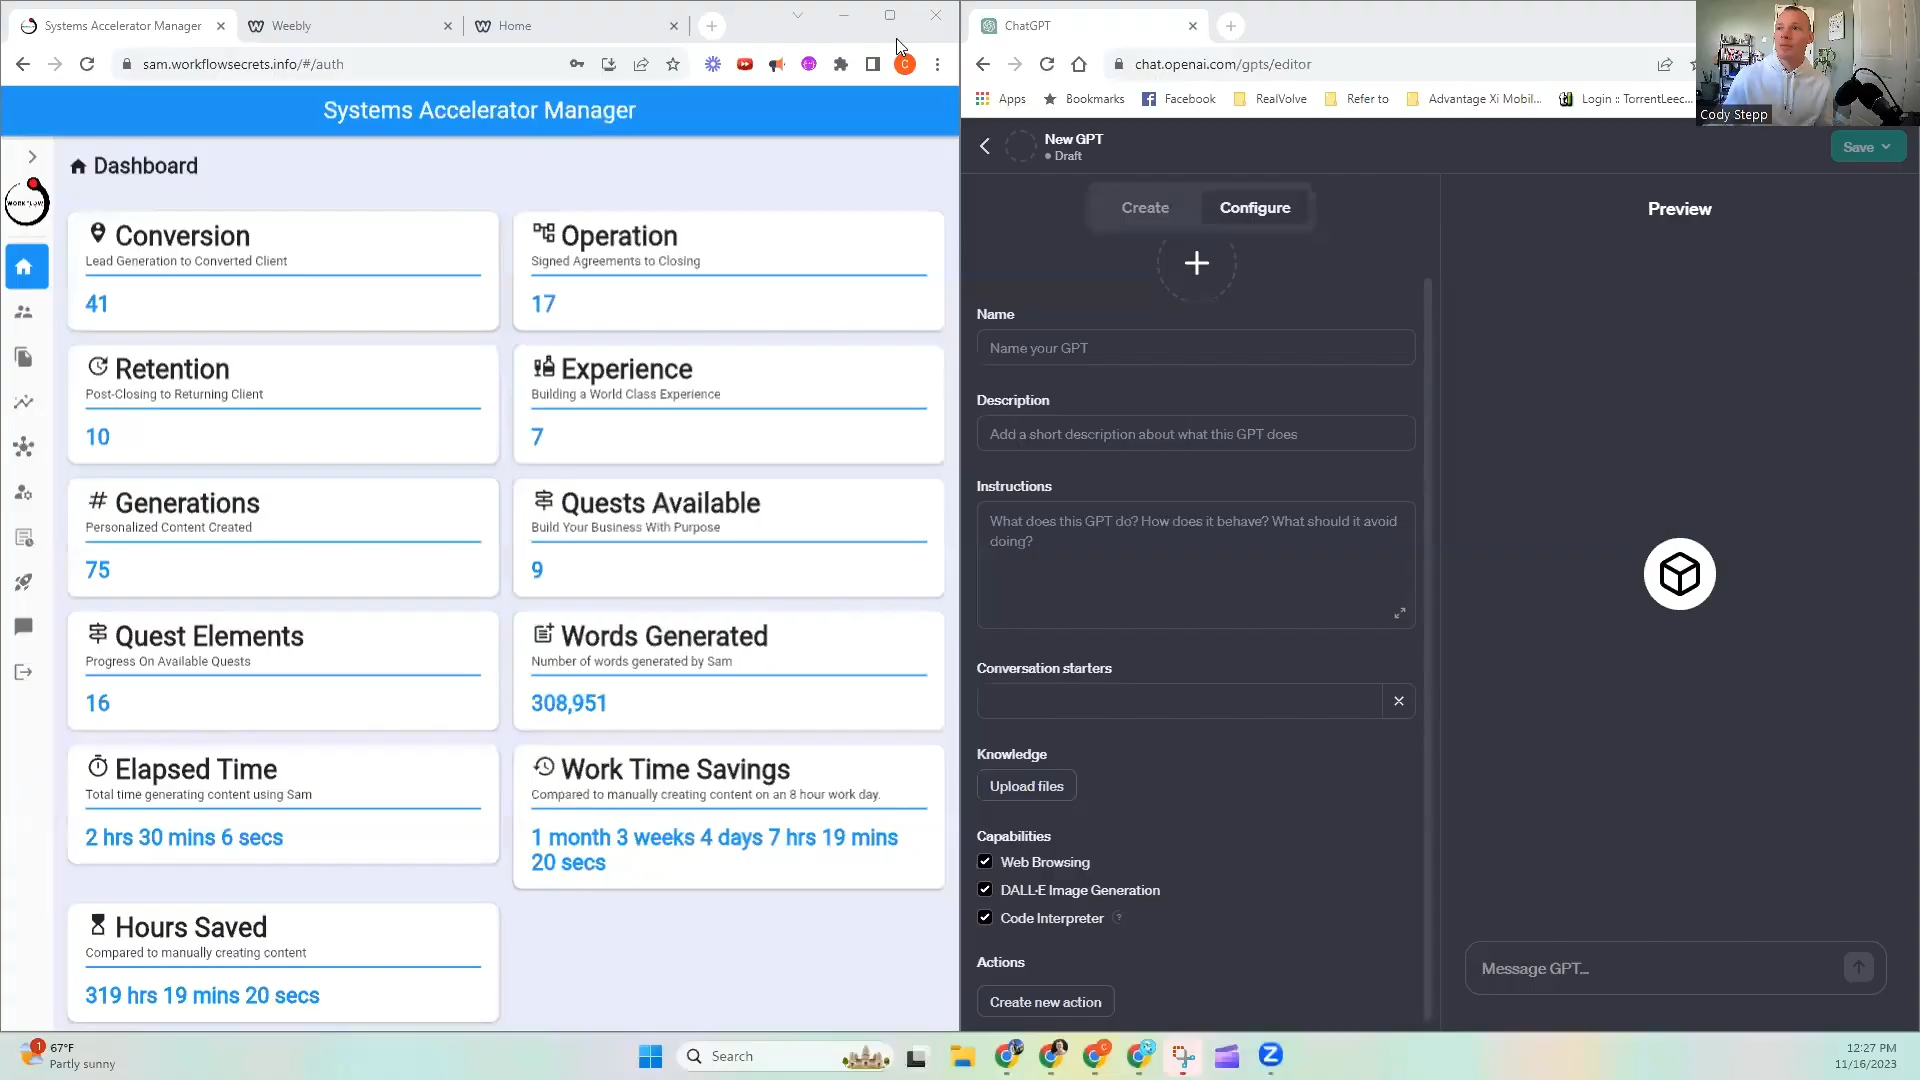 Systems Accelerator Manager
Weebly
Home
sam.workflowsecrets.info/#/auth
C
Systems Accelerator Manager
WORKFLOW
Dashboard
Conversion
Lead Generation to Converted Client
41
Operation
Signed Agreements to Closing
17
Retention
Post-Closing to Returning Client
10
Experience
Building a World Class Experience
7
Generations
Personalized Content Created
75
Quests Available
Build Your Business With Purpose
9
Quest Elements
Progress On Available Quests
16
Words Generated
Number of words generated by Sam
308,951
Elapsed Time
Total time generating content using Sam
2 hrs 30 mins 6 secs
Work Time Savings
Compared to manually creating content on an 8 hour work day.
1 month 3 weeks 4 days 7 hrs 19 mins
20 secs
Hours Saved
Compared to manually creating content
319 hrs 19 mins 20 secs
ChatGPT
chat.openai.com/gpts/editor
Apps
Bookmarks
Facebook
RealVolve
Refer to
Advantage Xi Mobil...
Login :: TorrentLeec...
Cody Stepp
New GPT
Draft
Save
Create
Configure
Preview
Name
Name your GPT
Description
Add a short description about what this GPT does
Instructions
What does this GPT do? How does it behave? What should it avoid
doing?
Conversation starters
Knowledge
Upload files
Capabilities
Web Browsing
DALL·E Image Generation
Code Interpreter ?
Actions
Create new action
Message GPT...
1
67°F
Partly sunny
Search
12:27 PM
11/16/2023